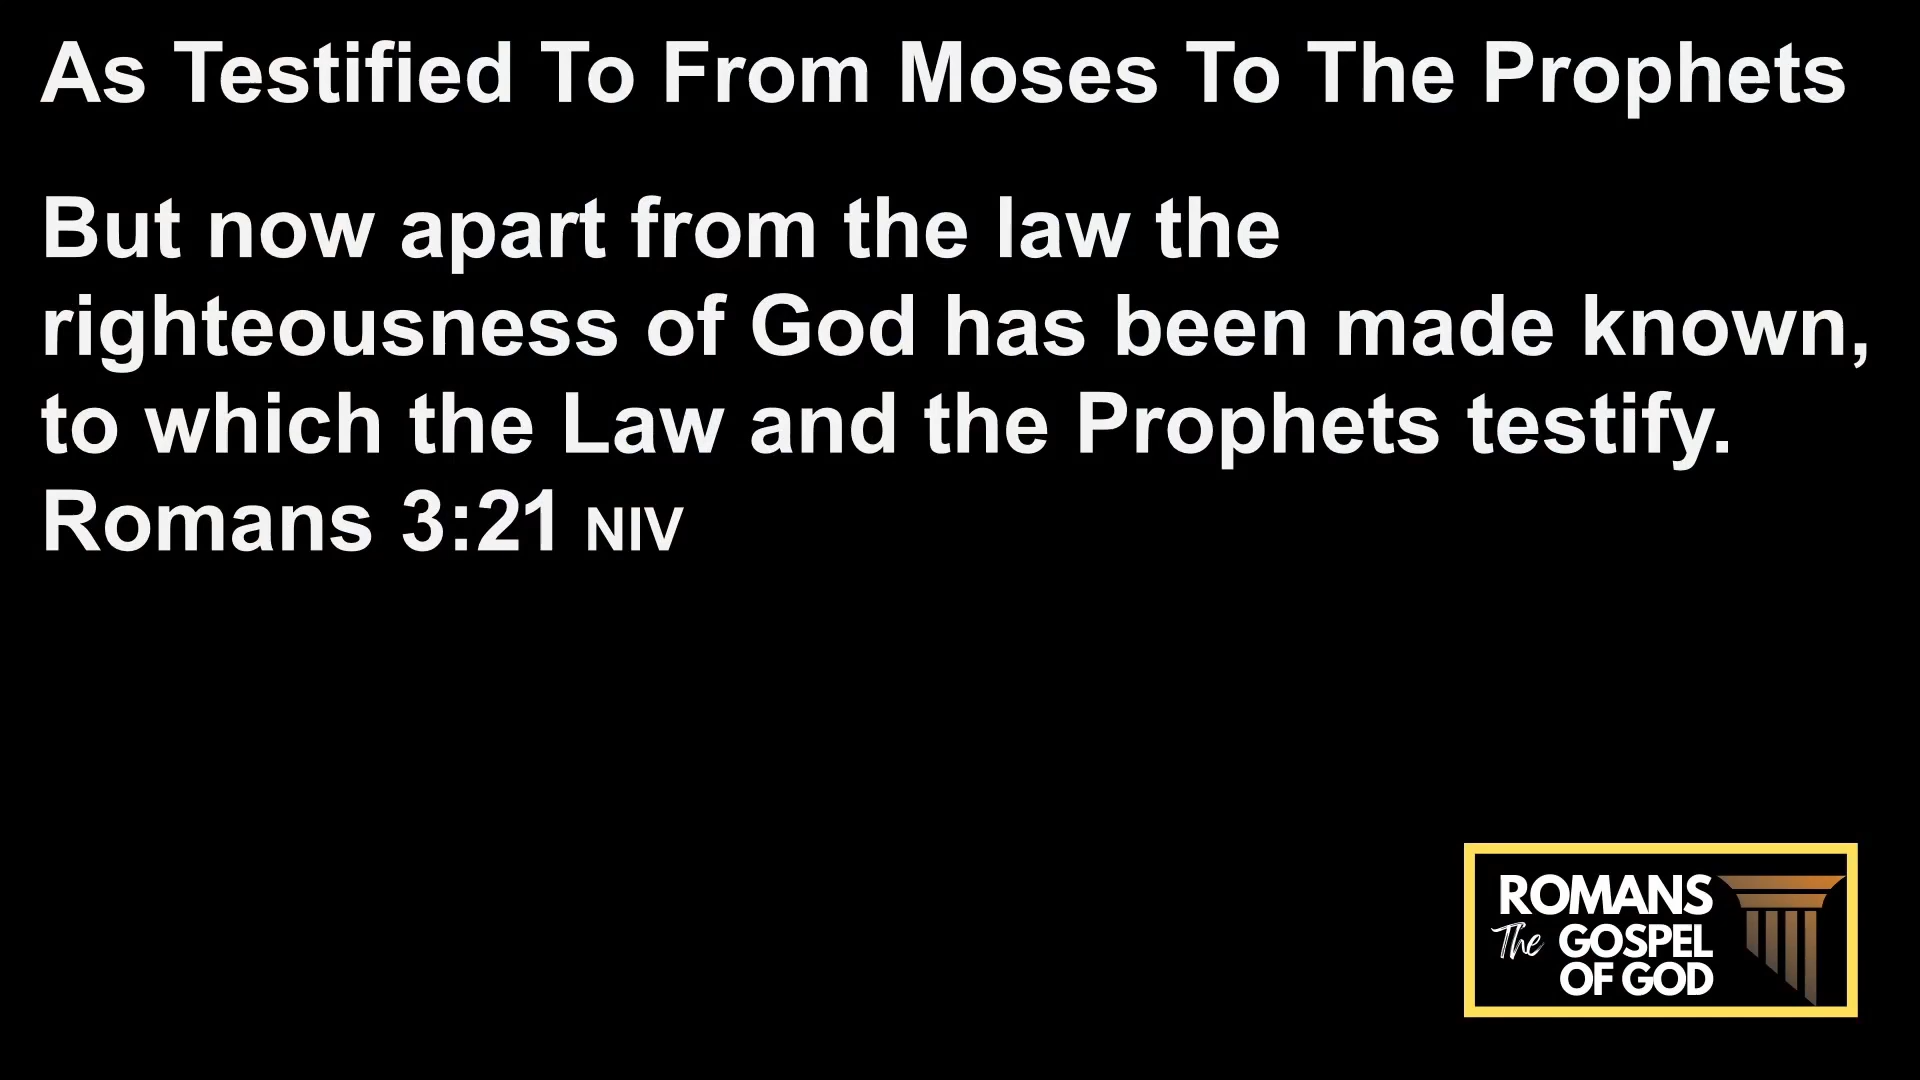 As Testified To From Moses To The Prophets
But now apart from the law the
righteousness of God has been made known,
to which the Law and the Prophets testify.
Romans 3:21 NIV
ROMANS
The GOSPEL
OF GOD